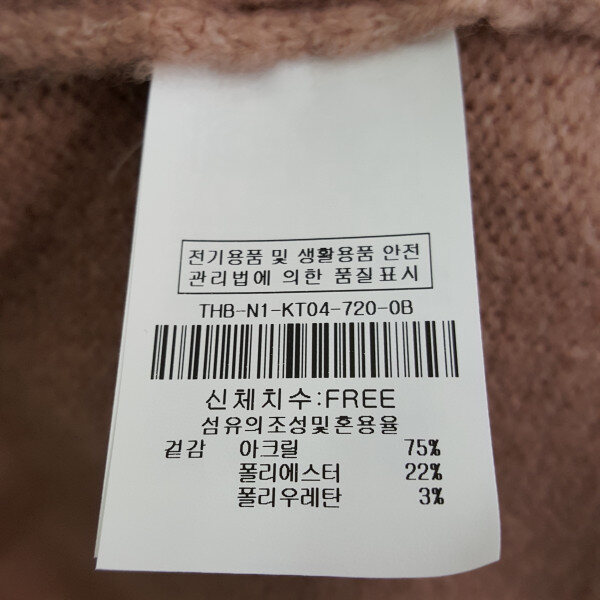 전기용품 및 생활용품 안전
관리법에 의한 품질표시
THB-N1-KT04-720-0B
신체치수:FREE
섬유의조성및혼용율
겉감 아크릴 75%
폴리에스터 22%
폴리우레탄 3%